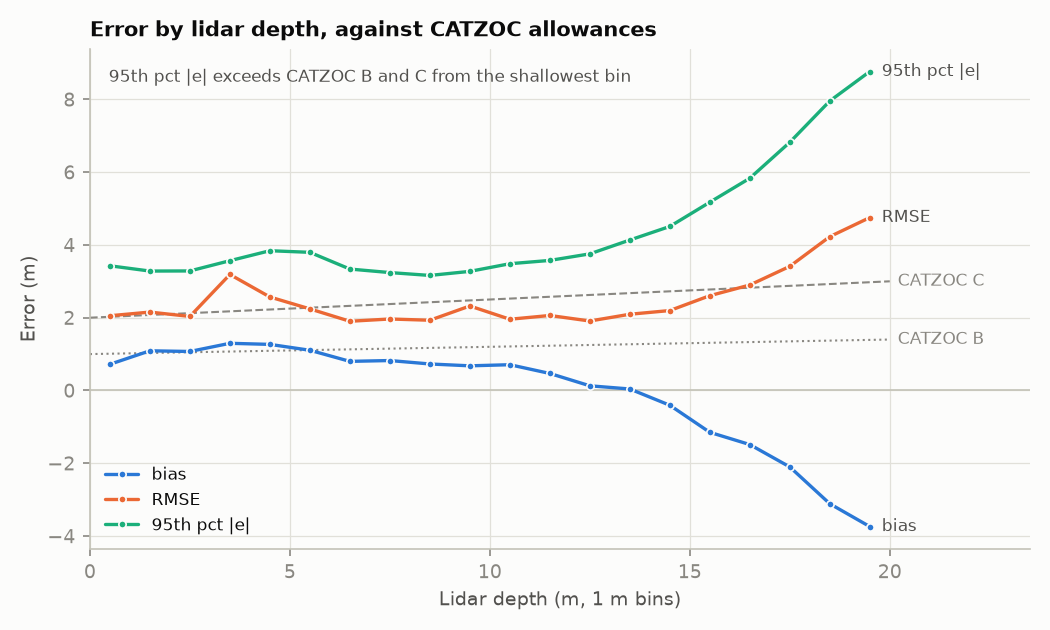 Error by lidar depth, against CATZOC allowances
95th pct |e| exceeds CATZOC B and C from the shallowest bin
95th pct |e|
RMSE
CATZOC C
CATZOC B
bias
8
6
4
2
0
−2
−4
Error (m)
bias
RMSE
95th pct |e|
0 5 10 15 20
Lidar depth (m, 1 m bins)